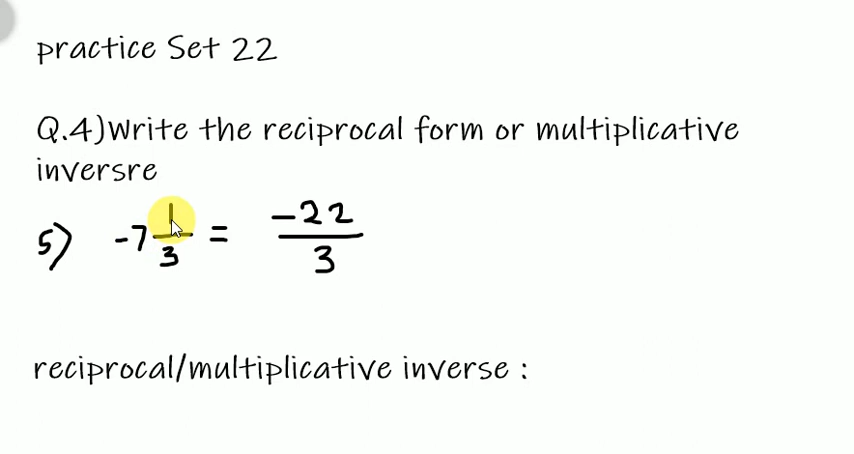 practice Set 22
Q.4)Write the reciprocal form or multiplicative
inversre
5) -7 1/3 = -22/3
reciprocal/multiplicative inverse :